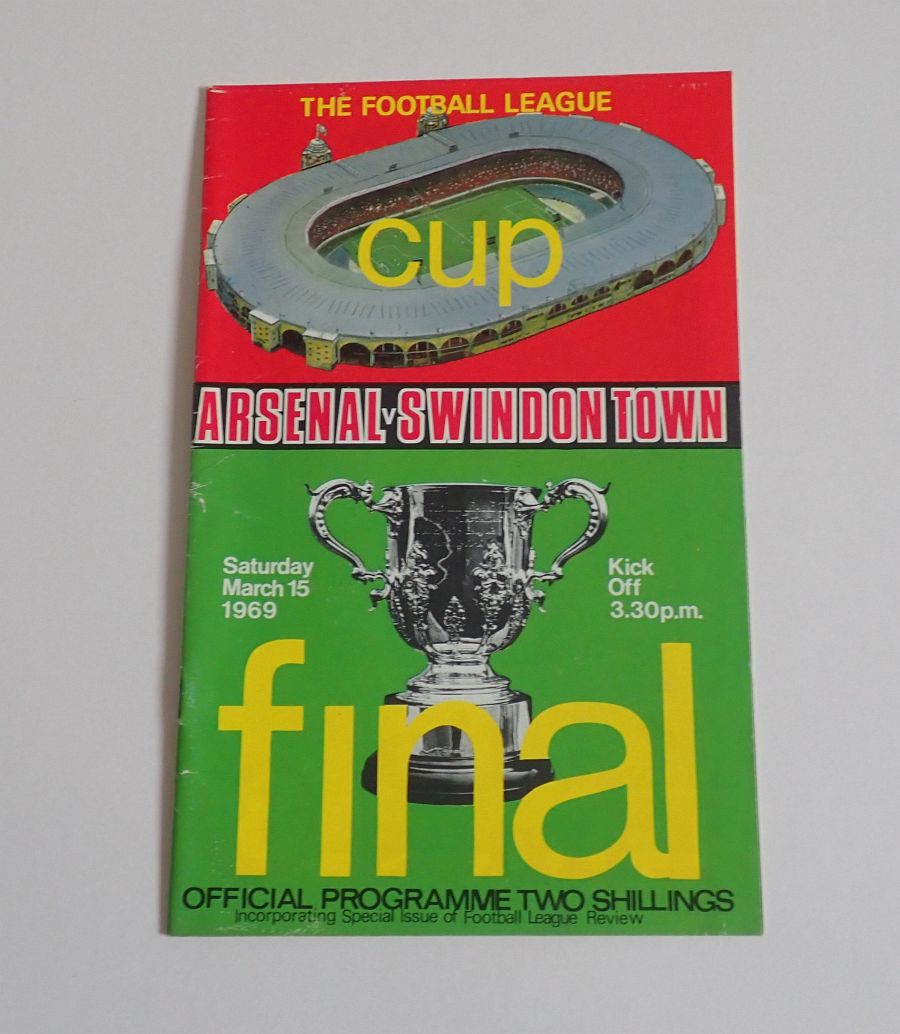 THE FOOTBALL LEAGUE
cup
ARSENAL v SWINDON TOWN
Saturday
March 15
1969
Kick
Off
3.30p.m.
final
OFFICIAL PROGRAMME TWO SHILLINGS
Incorporating Special Issue of Football League Review